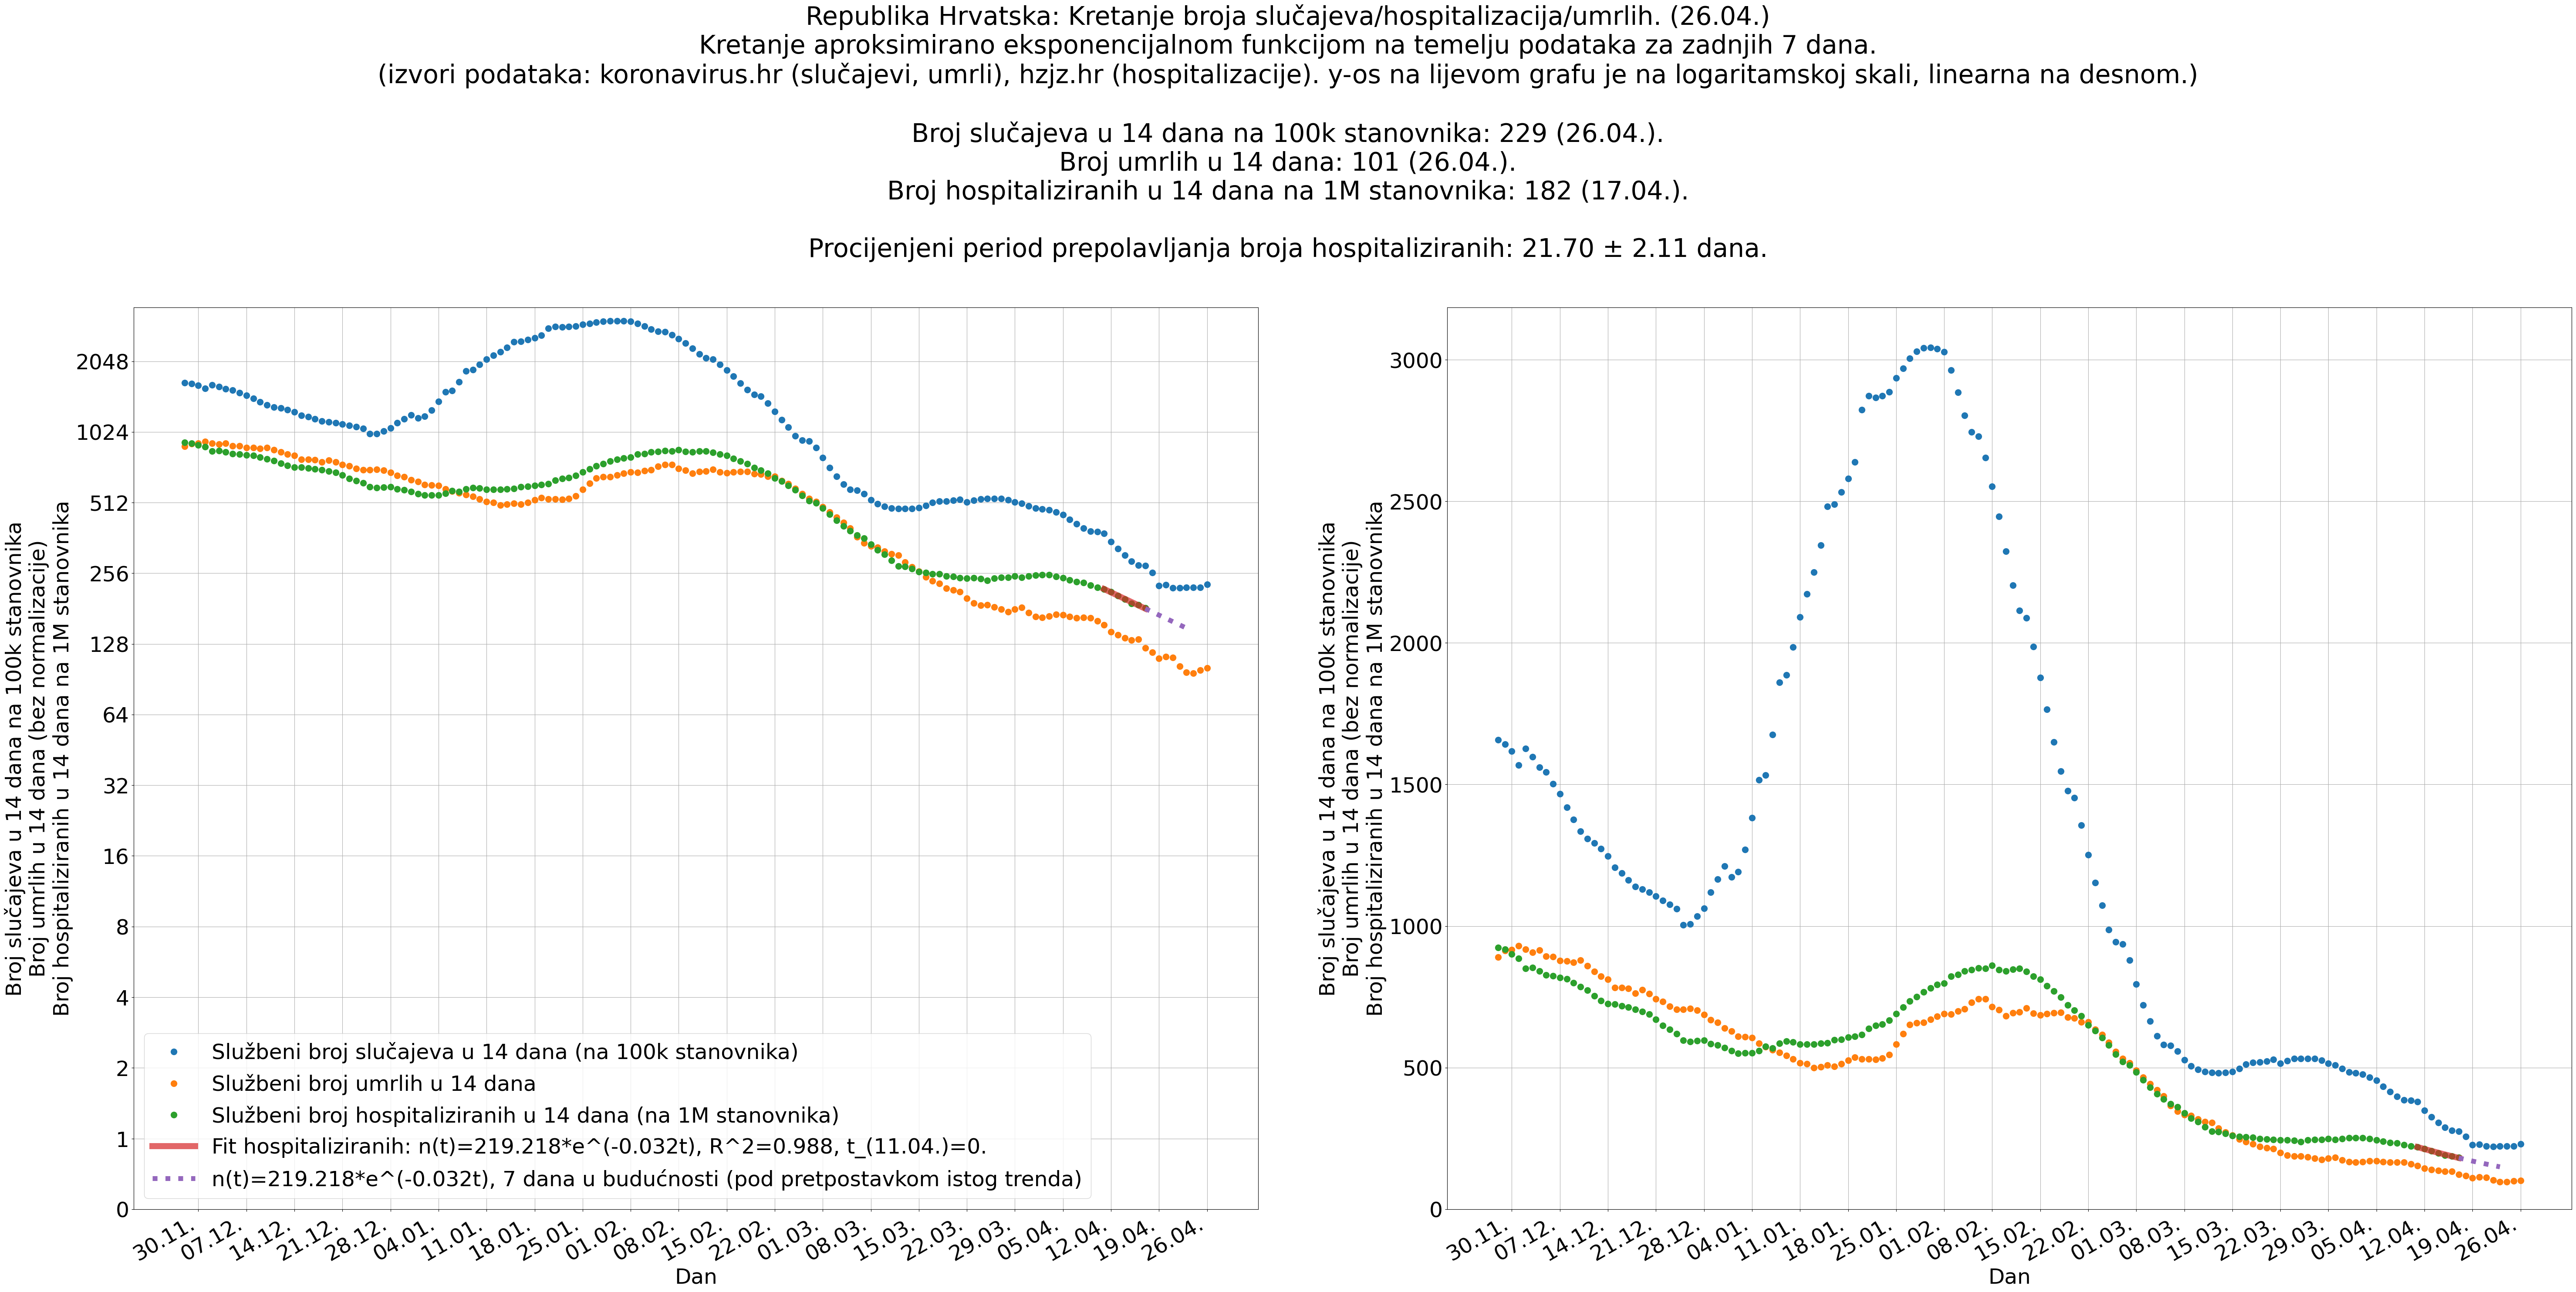 Republika Hrvatska: Kretanje broja slučajeva/hospitalizacija/umrlih. (26.04.)
Kretanje aproksimirano eksponencijalnom funkcijom na temelju podataka za zadnjih 7 dana.
(izvori podataka: koronavirus.hr (slučajevi, umrli), hzjz.hr (hospitalizacije). y-os na lijevom grafu je na logaritamskoj skali, linearna na desnom.)
Broj slučajeva u 14 dana na 100k stanovnika: 229 (26.04.).
Broj umrlih u 14 dana: 101 (26.04.).
Broj hospitaliziranih u 14 dana na 1M stanovnika: 182 (17.04.).
Procijenjeni period prepolavljanja broja hospitaliziranih: 21.70 ± 2.11 dana.
Broj slučajeva u 14 dana na 100k stanovnika
Broj umrlih u 14 dana (bez normalizacije)
Broj hospitaliziranih u 14 dana na 1M stanovnika
2048
1024
512
256
128
64
32
16
8
4
2
1
0
Službeni broj slučajeva u 14 dana (na 100k stanovnika)
Službeni broj umrlih u 14 dana
Službeni broj hospitaliziranih u 14 dana (na 1M stanovnika)
Fit hospitaliziranih: n(t)=219.218*e^(-0.032t), R^2=0.988, t_(11.04.)=0.
n(t)=219.218*e^(-0.032t), 7 dana u budućnosti (pod pretpostavkom istog trenda)
30.11. 07.12. 14.12. 21.12. 28.12. 04.01. 11.01. 18.01. 25.01. 01.02. 08.02. 15.02. 22.02. 01.03. 08.03. 15.03. 22.03. 29.03. 05.04. 12.04. 19.04. 26.04.
Dan
Broj slučajeva u 14 dana na 100k stanovnika
Broj umrlih u 14 dana (bez normalizacije)
Broj hospitaliziranih u 14 dana na 1M stanovnika
3000
2500
2000
1500
1000
500
0
30.11. 07.12. 14.12. 21.12. 28.12. 04.01. 11.01. 18.01. 25.01. 01.02. 08.02. 15.02. 22.02. 01.03. 08.03. 15.03. 22.03. 29.03. 05.04. 12.04. 19.04. 26.04.
Dan